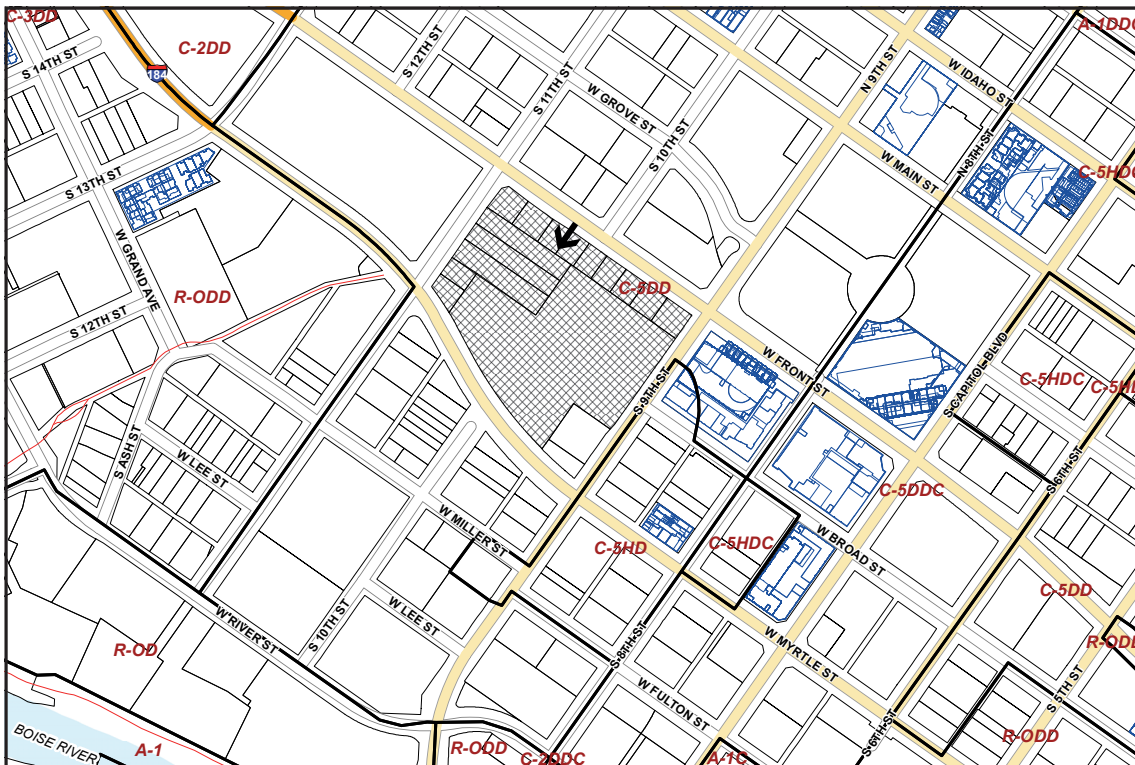 C-3DD
S 14TH ST
C-2DD
184
S 12TH ST
S 11TH ST
W GROVE ST
S 10TH ST
N 9TH ST
W IDAHO ST
A-1DDC
N 8TH ST
W MAIN ST
C-5HDC
S 13TH ST
W GRAND AVE
R-ODD
S 12TH ST
C-5DD
W FRONT ST
S CAPITOL BLVD
C-5HDC
S 9TH ST
S ASH ST
W LEE ST
S 6TH ST
C-5DDC
W MILLER ST
C-5HD
C-5HDC
W BROAD ST
C-5DD
W RIVER ST
S 10TH ST
W LEE ST
S 8TH ST
W MYRTLE ST
R-OD
W FULTON ST
S 5TH ST
S 6TH ST
R-ODD
BOISE RIVER
A-1
R-ODD
C-2DDC
A-1C